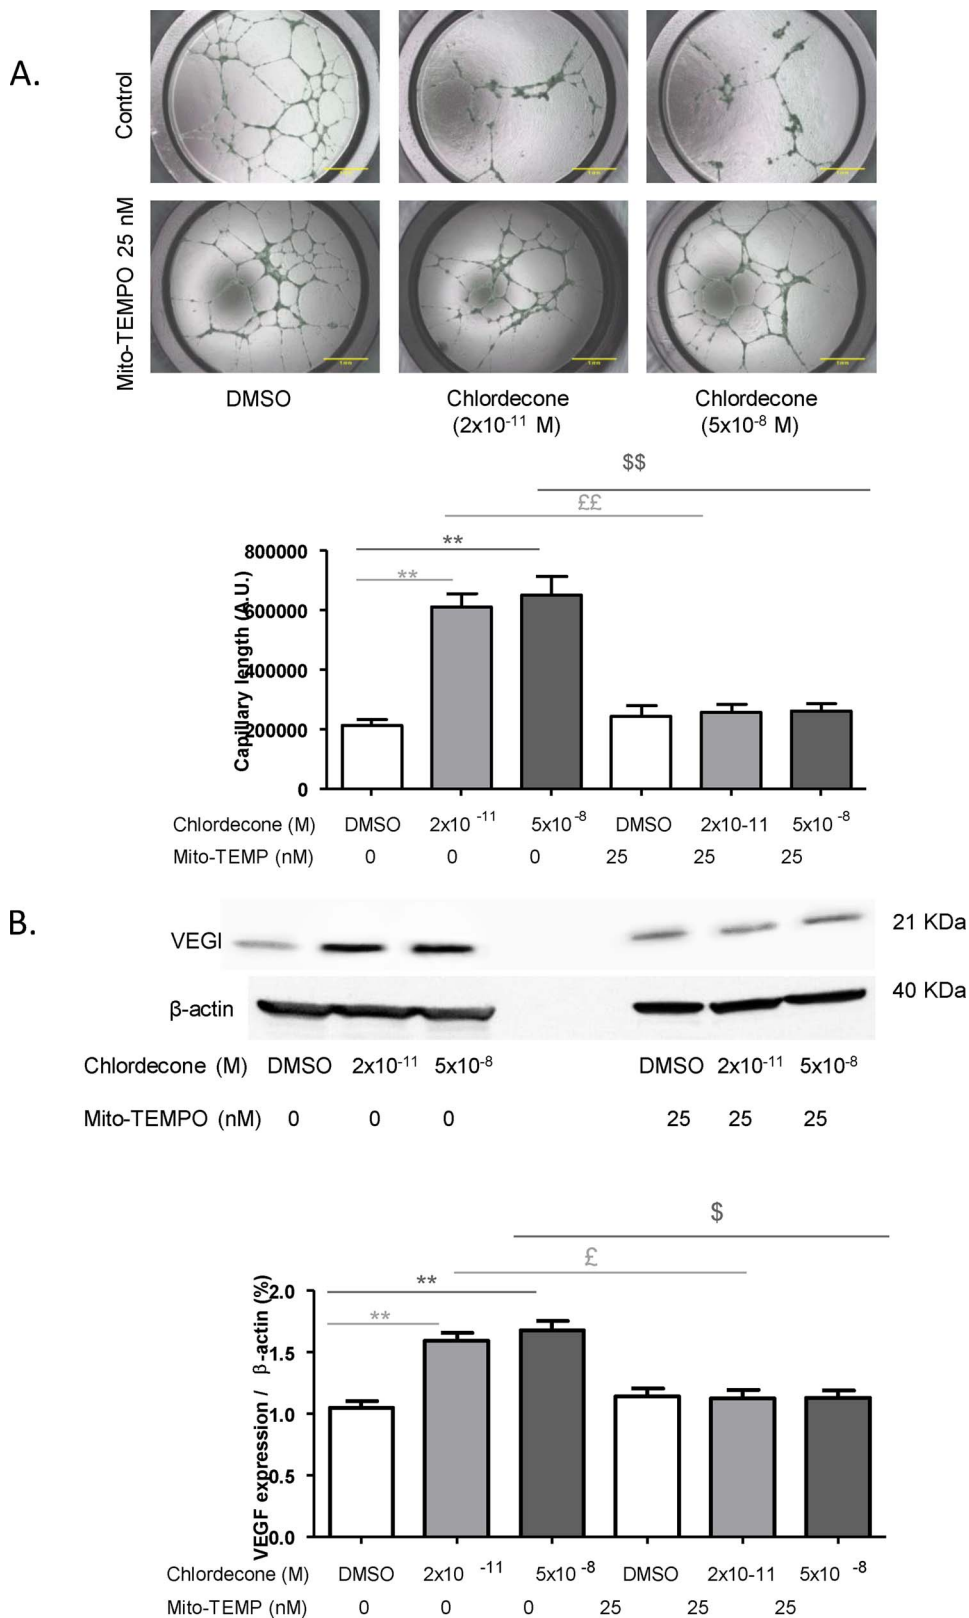 A.
Control
Mito-TEMPO 25 nM
DMSO
Chlordecone
(2x10-11 M)
Chlordecone
(5x10-8 M)
$$
££
**
**
Capillary length (A.U.)
800000
600000
400000
200000
0
Chlordecone (M) DMSO 2x10 -11 5x10 -8 DMSO 2x10-11 5x10 -8
Mito-TEMP (nM) 0 0 0 25 25 25
B.
VEGI
21 KDa
β-actin
40 KDa
Chlordecone (M) DMSO 2x10-11 5x10-8 DMSO 2x10-11 5x10-8
Mito-TEMPO (nM) 0 0 0 25 25 25
$
£
**
**
VEGF expression / β-actin (%)
2.0
1.5
1.0
0.5
0.0
Chlordecone (M) DMSO 2x10 -11 5x10 -8 DMSO 2x10-11 5x10 -8
Mito-TEMP (nM) 0 0 0 25 25 25